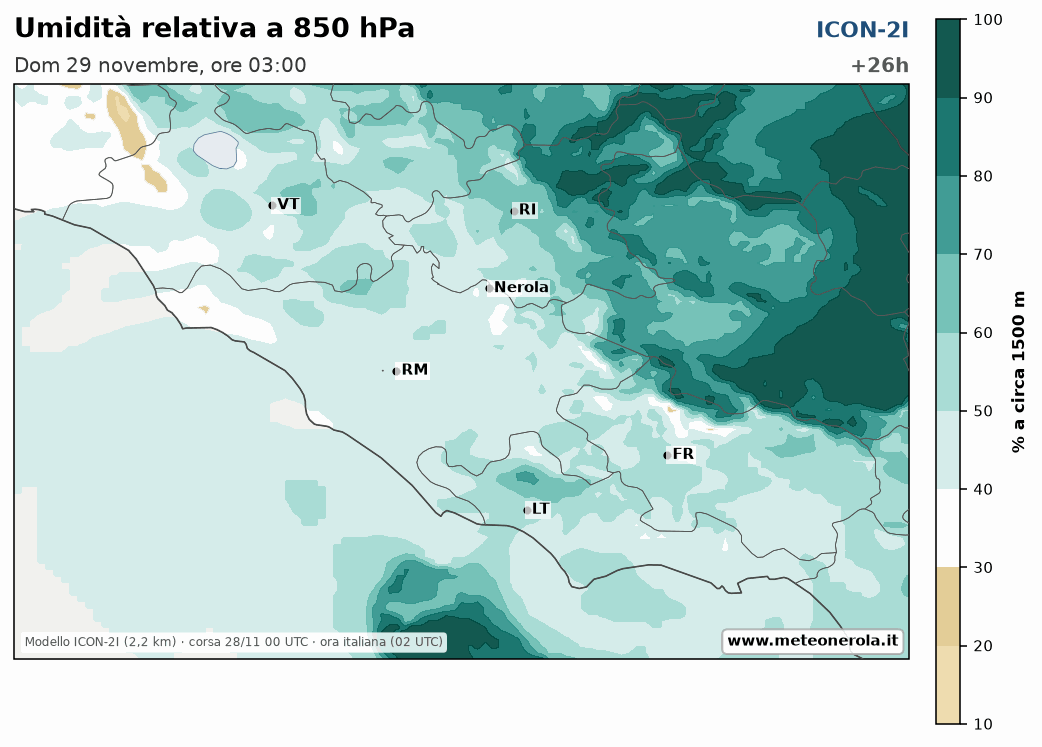 Umidità relativa a 850 hPa
ICON-2I
Dom 29 novembre, ore 03:00
+26h
100
90
80
70
60
50
40
30
20
10
% a circa 1500 m
VT
RI
Nerola
RM
FR
LT
Modello ICON-2I (2,2 km) · corsa 28/11 00 UTC · ora italiana (02 UTC)
www.meteonerola.it